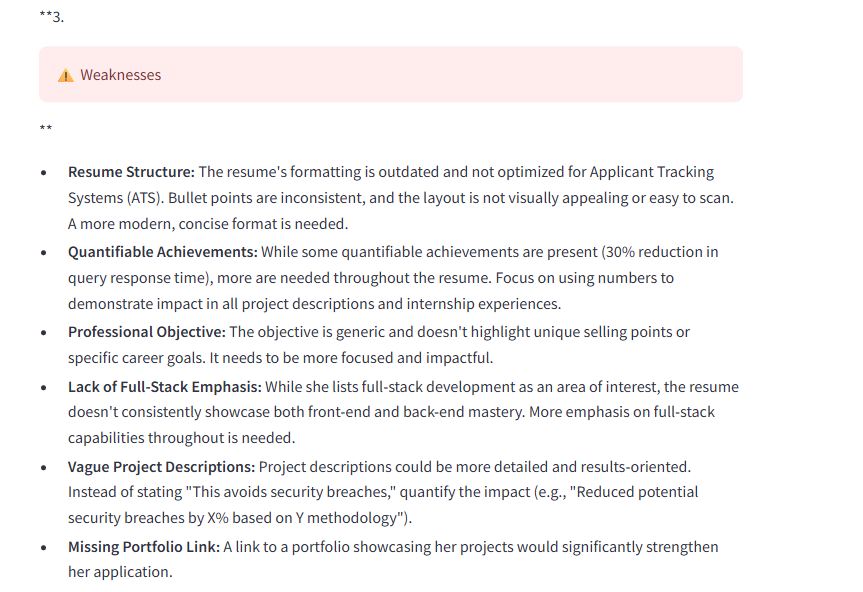 **3.
⚠ Weaknesses
**
• Resume Structure: The resume's formatting is outdated and not optimized for Applicant Tracking
Systems (ATS). Bullet points are inconsistent, and the layout is not visually appealing or easy to scan.
A more modern, concise format is needed.
• Quantifiable Achievements: While some quantifiable achievements are present (30% reduction in
query response time), more are needed throughout the resume. Focus on using numbers to
demonstrate impact in all project descriptions and internship experiences.
• Professional Objective: The objective is generic and doesn't highlight unique selling points or
specific career goals. It needs to be more focused and impactful.
• Lack of Full-Stack Emphasis: While she lists full-stack development as an area of interest, the resume
doesn't consistently showcase both front-end and back-end mastery. More emphasis on full-stack
capabilities throughout is needed.
• Vague Project Descriptions: Project descriptions could be more detailed and results-oriented.
Instead of stating "This avoids security breaches," quantify the impact (e.g., "Reduced potential
security breaches by X% based on Y methodology").
• Missing Portfolio Link: A link to a portfolio showcasing her projects would significantly strengthen
her application.